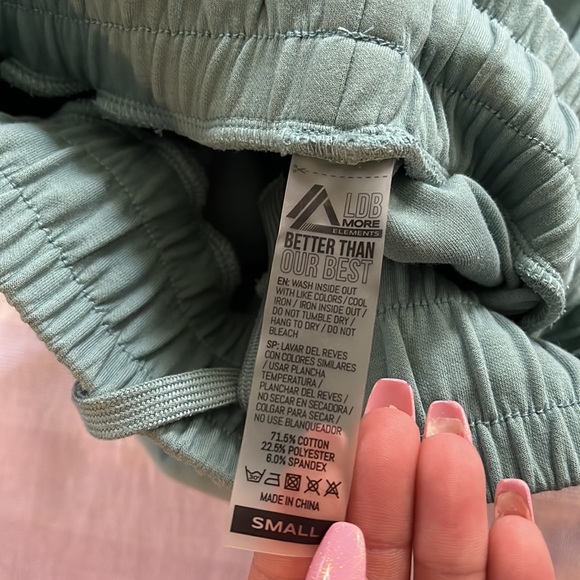 LDB
MORE
ELEMENTS
BETTER THAN
OUR BEST
EN: WASH INSIDE OUT
WITH LIKE COLORS / COOL
IRON / IRON INSIDE OUT /
DO NOT TUMBLE DRY /
HANG TO DRY / DO NOT
BLEACH
SP: LAVAR DEL REVES
CON COLORES SIMILARES
/ USAR PLANCHA
TEMPERATURA /
PLANCHAR DEL REVES /
NO SECAR EN SECADORA /
COLGAR PARA SECAR /
NO USE BLANQUEADOR
71.5% COTTON
22.5% POLYESTER
6.0% SPANDEX
MADE IN CHINA
SMALL